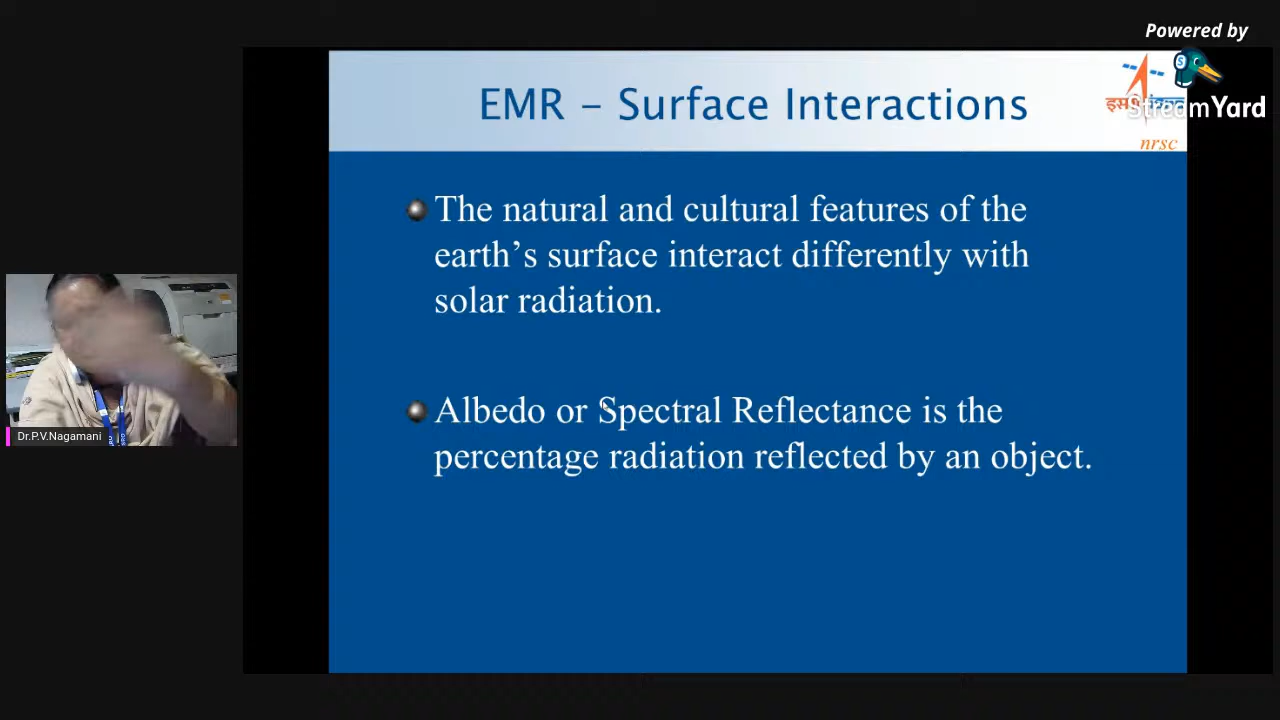 Powered by
StreamYard
EMR – Surface Interactions
nrsc
The natural and cultural features of the
earth's surface interact differently with
solar radiation.
Albedo or Spectral Reflectance is the
percentage radiation reflected by an object.
Dr.P.V.Nagamani